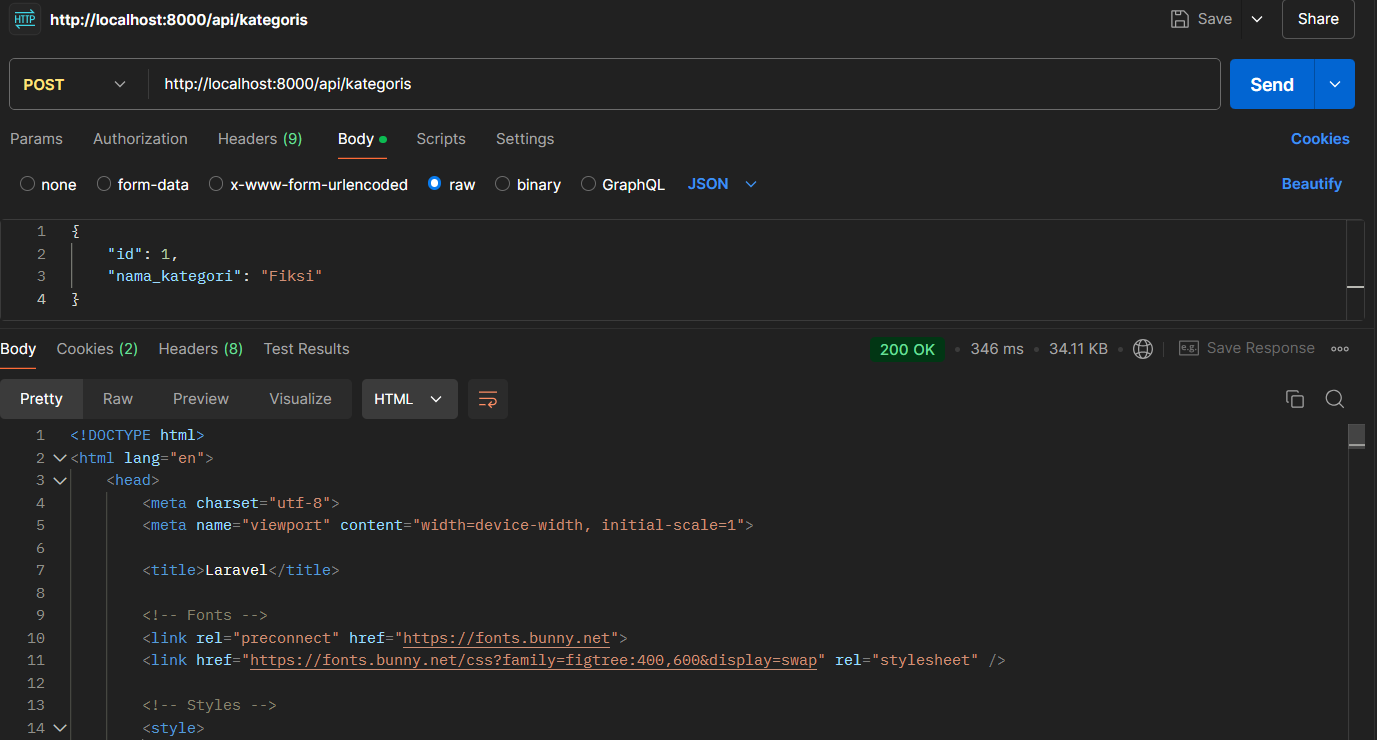 HTTP http://localhost:8000/api/kategoris Save Share
POST http://localhost:8000/api/kategoris Send
Params Authorization Headers (9) Body Scripts Settings Cookies
none form-data x-www-form-urlencoded raw binary GraphQL JSON Beautify
1 {
2 "id": 1,
3 "nama_kategori": "Fiksi"
4 }
Body Cookies (2) Headers (8) Test Results 200 OK 346 ms 34.11 KB e.g. Save Response
Pretty Raw Preview Visualize HTML
1 <!DOCTYPE html>
2 <html lang="en">
3 <head>
4 <meta charset="utf-8">
5 <meta name="viewport" content="width=device-width, initial-scale=1">
6
7 <title>Laravel</title>
8
9 <!-- Fonts -->
10 <link rel="preconnect" href="https://fonts.bunny.net">
11 <link href="https://fonts.bunny.net/css?family=figtree:400,600&display=swap" rel="stylesheet" />
12
13 <!-- Styles -->
14 <style>